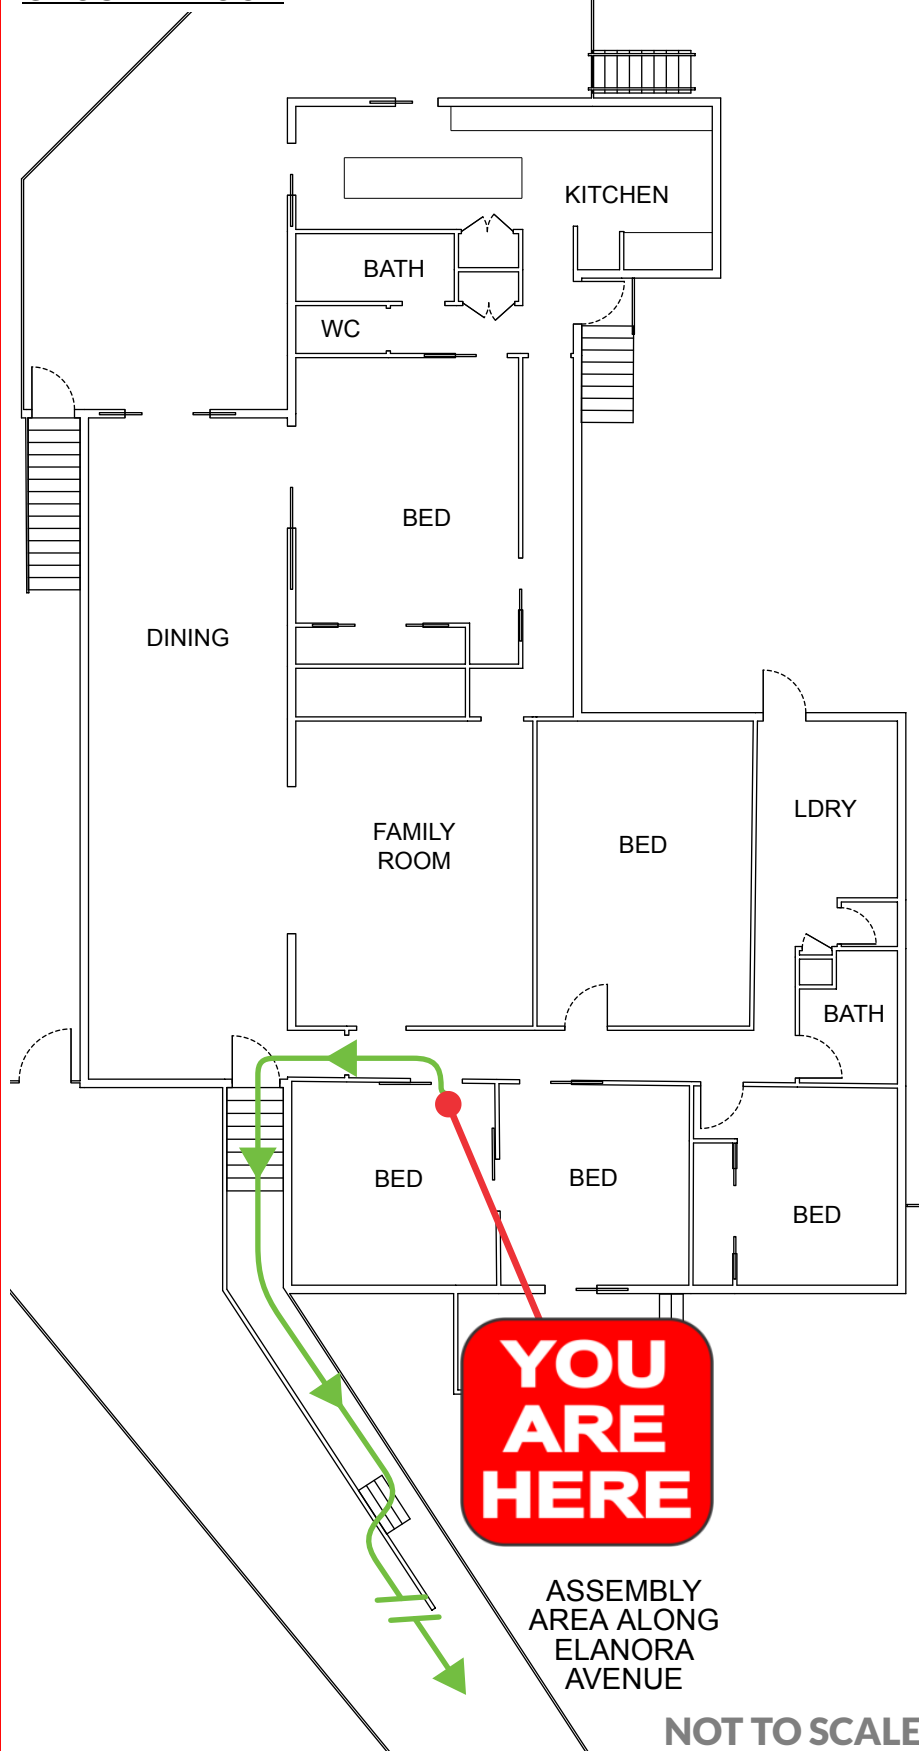 KITCHEN
BATH
WC
BED
DINING
LDRY
FAMILY
ROOM
BED
BATH
BED
BED
BED
YOU
ARE
HERE
ASSEMBLY
AREA ALONG
ELANORA
AVENUE
NOT TO SCALE